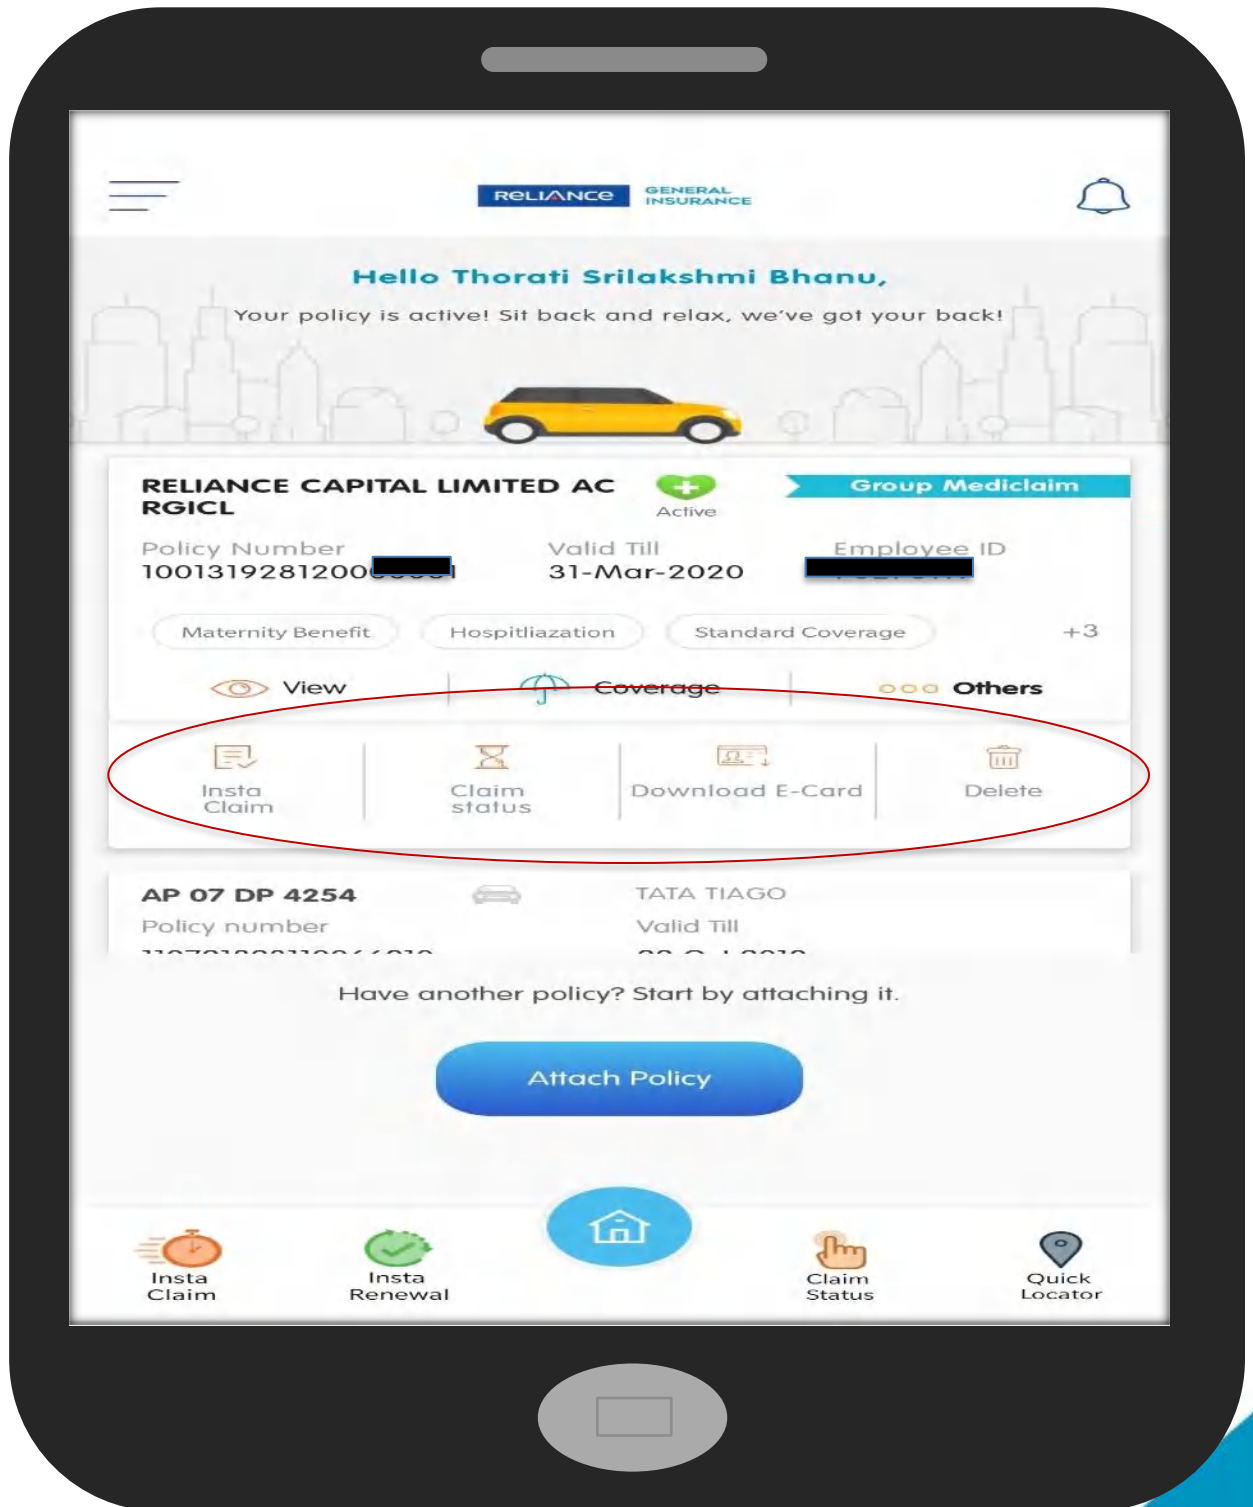 RELIANCE GENERAL INSURANCE
Hello Thorati Srilakshmi Bhanu,
Your policy is active! Sit back and relax, we've got your back!
RELIANCE CAPITAL LIMITED AC RGICL
Active
Group Mediclaim
Policy Number Valid Till Employee ID
31-Mar-2020
Maternity Benefit Hospitliazation Standard Coverage +3
View Coverage Others
Insta Claim
Claim status
Download E-Card
Delete
AP 07 DP 4254 TATA TIAGO
Policy number Valid Till
Have another policy? Start by attaching it.
Attach Policy
Insta Claim
Insta Renewal
Claim Status
Quick Locator